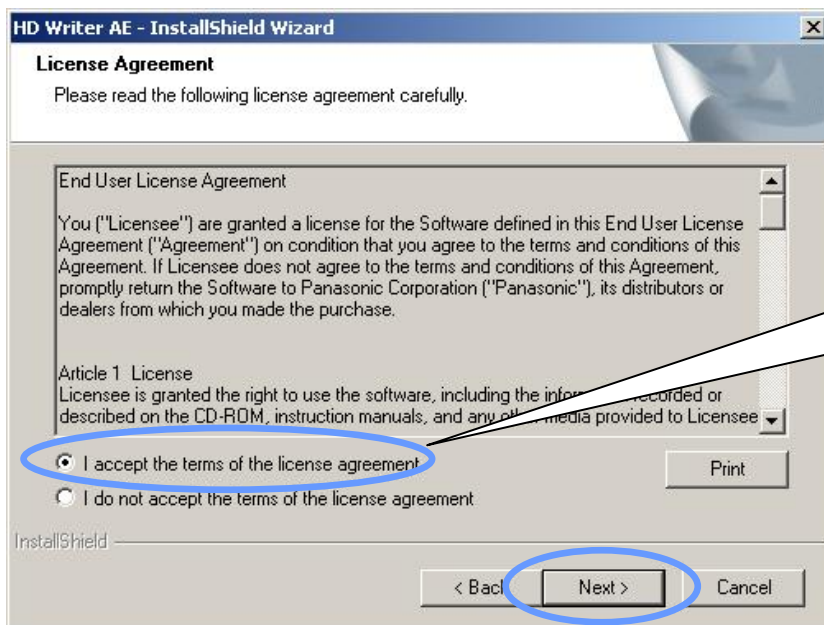 HD Writer AE - InstallShield Wizard
License Agreement
Please read the following license agreement carefully.
End User License Agreement
You ("Licensee") are granted a license for the Software defined in this End User License
Agreement ("Agreement") on condition that you agree to the terms and conditions of this
Agreement. If Licensee does not agree to the terms and conditions of this Agreement,
promptly return the Software to Panasonic Corporation ("Panasonic"), its distributors or
dealers from which you made the purchase.
Article 1 License
Licensee is granted the right to use the software, including the recorded or
described on the CD-ROM, instruction manuals, and any media provided to Licensee
I accept the terms of the license agreement
Print
I do not accept the terms of the license agreement
InstallShield
< Back
Next >
Cancel